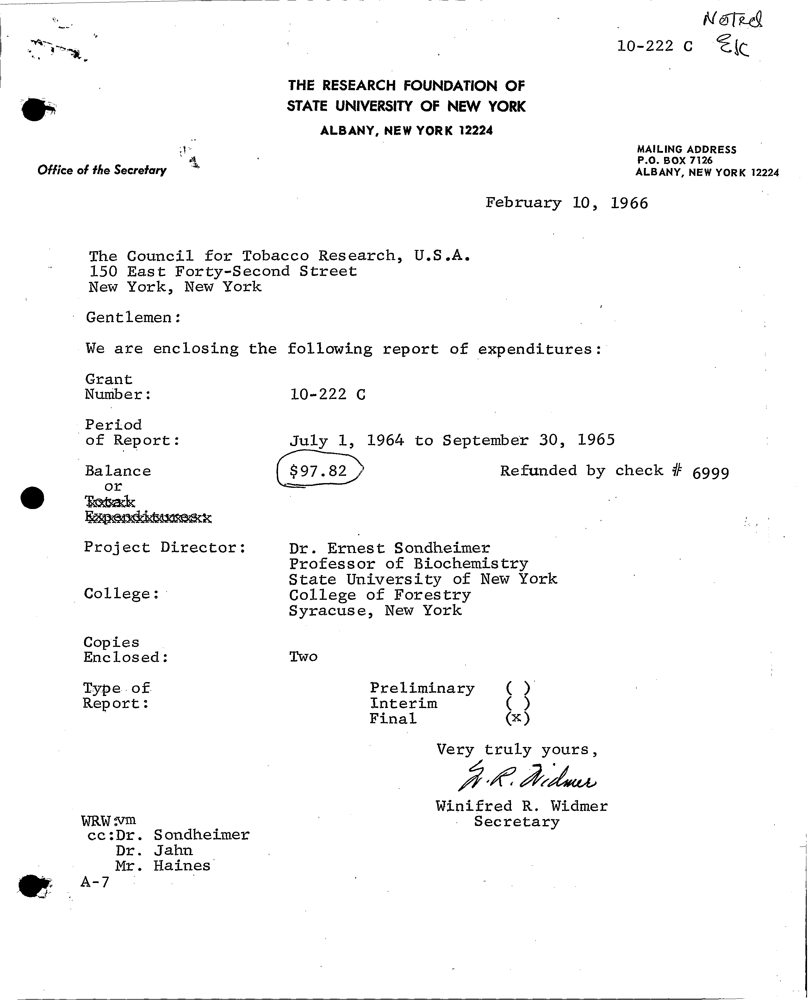 Noted
10-222 C EJC
THE RESEARCH FOUNDATION OF
STATE UNIVERSITY OF NEW YORK
ALBANY, NEW YORK 12224
MAILING ADDRESS
P.O. BOX 7126
ALBANY, NEW YORK 12224
Office of the Secretary
February 10, 1966
The Council for Tobacco Research, U.S.A.
150 East Forty-Second Street
New York, New York
Gentlemen:
We are enclosing the following report of expenditures:
Grant
Number: 10-222 C
Period
of Report: July 1, 1964 to September 30, 1965
Balance $97.82 Refunded by check # 6999
or
Total
Expenditures:
Project Director: Dr. Ernest Sondheimer
Professor of Biochemistry
State University of New York
College: College of Forestry
Syracuse, New York
Copies
Enclosed: Two
Type of Preliminary ( )
Report: Interim ( )
Final (x)
Very truly yours,
W. R. Widmer
Winifred R. Widmer
Secretary
WRW:vm
cc:Dr. Sondheimer
Dr. Jahn
Mr. Haines
A-7